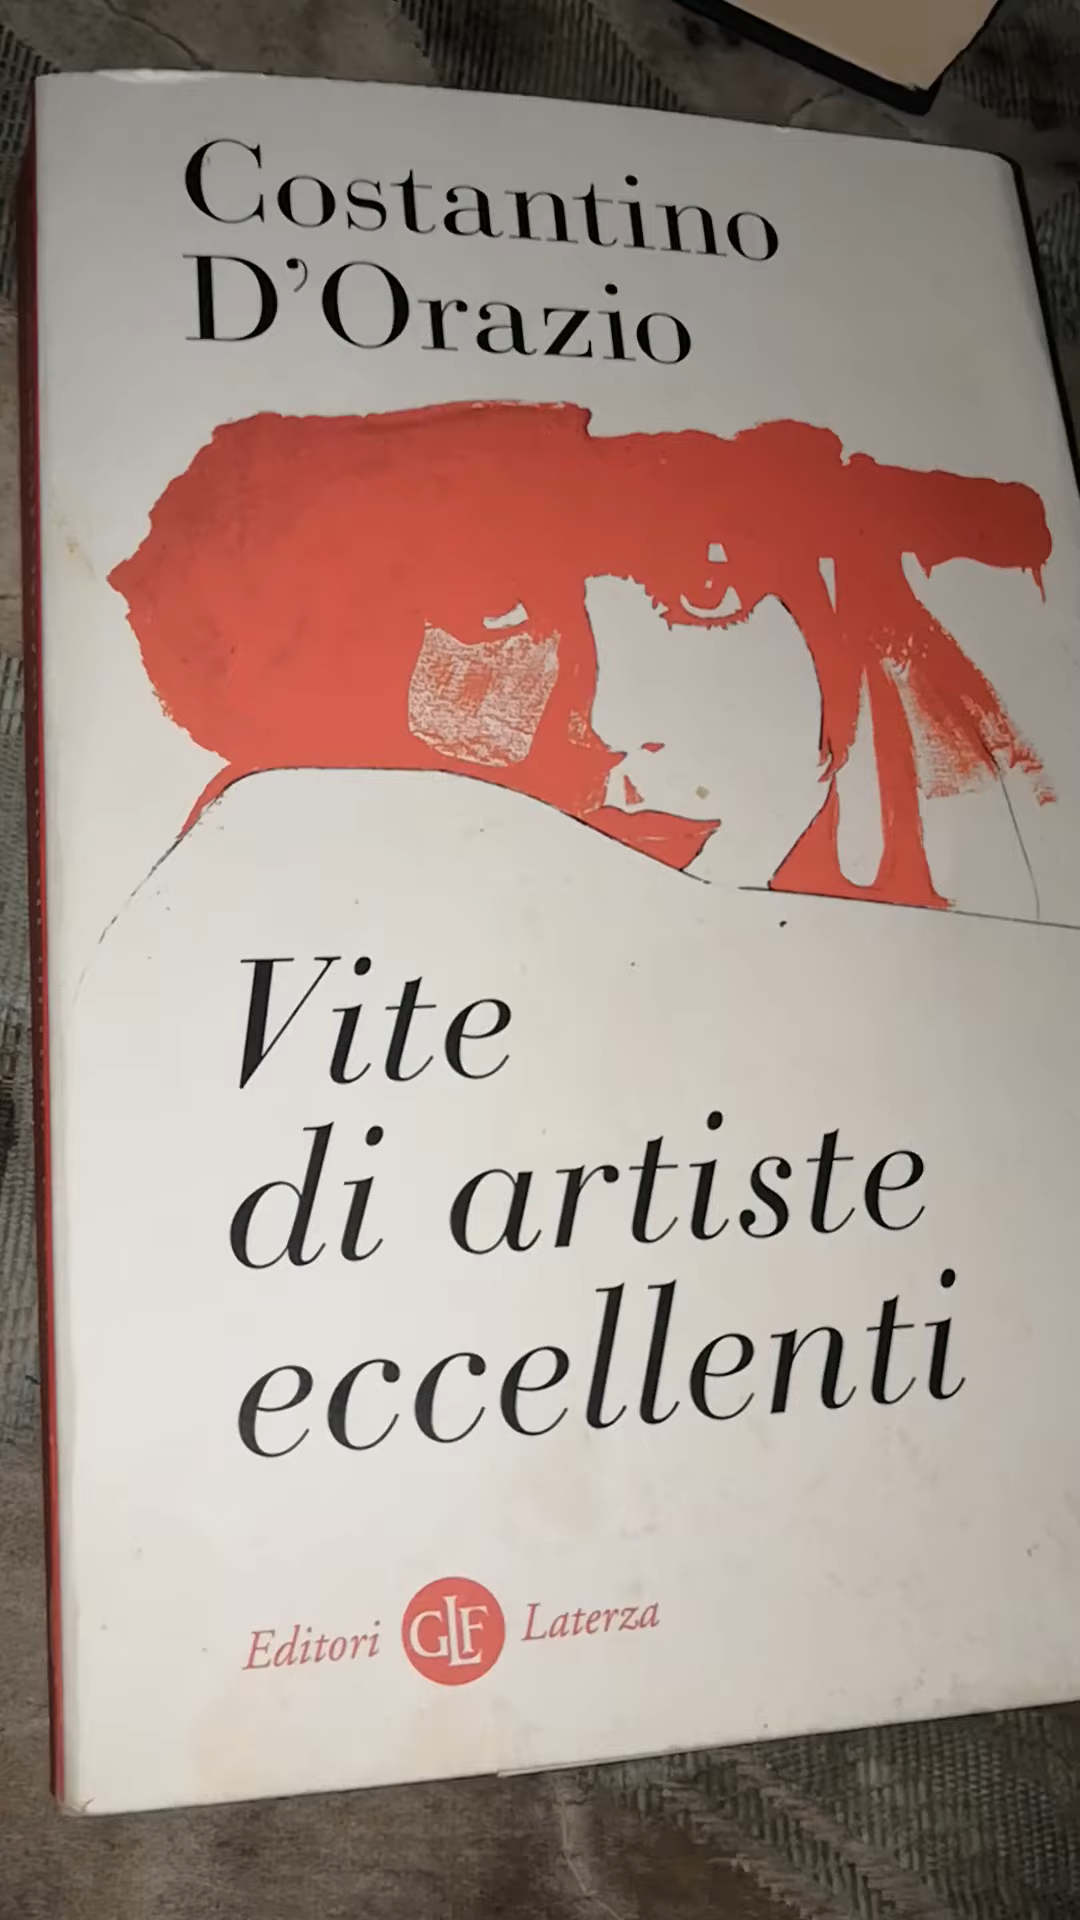 Costantino
D'Orazio
Vite
di artiste
eccellenti
Editori GLF Laterza